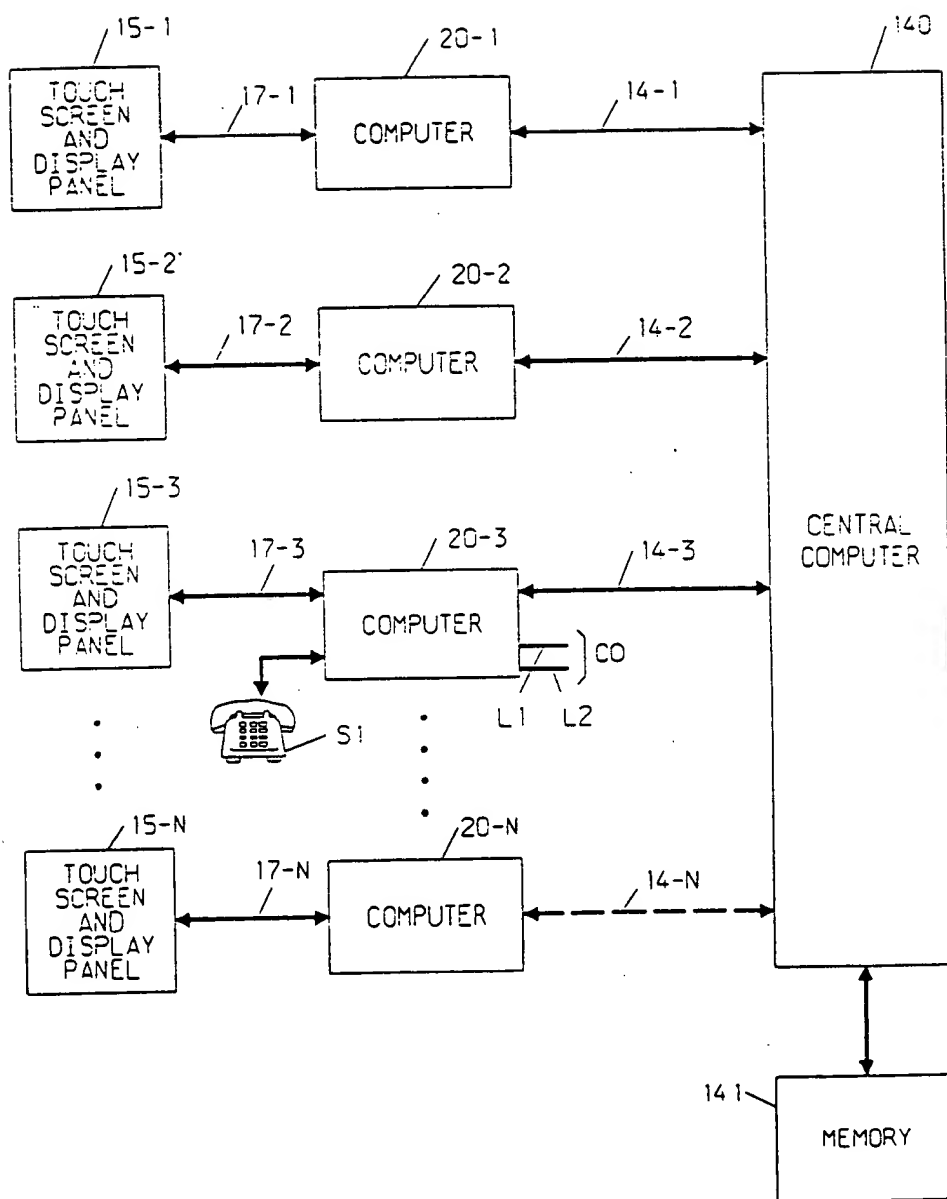 15-1
20-1
140
TOUCH
SCREEN
AND
DISPLAY
PANEL
17-1
COMPUTER
14-1
15-2
20-2
TOUCH
SCREEN
AND
DISPLAY
PANEL
17-2
COMPUTER
14-2
15-3
20-3
TOUCH
SCREEN
AND
DISPLAY
PANEL
17-3
COMPUTER
14-3
CENTRAL
COMPUTER
CO
L1 L2
S1
15-N
20-N
TOUCH
SCREEN
AND
DISPLAY
PANEL
17-N
COMPUTER
14-N
141
MEMORY